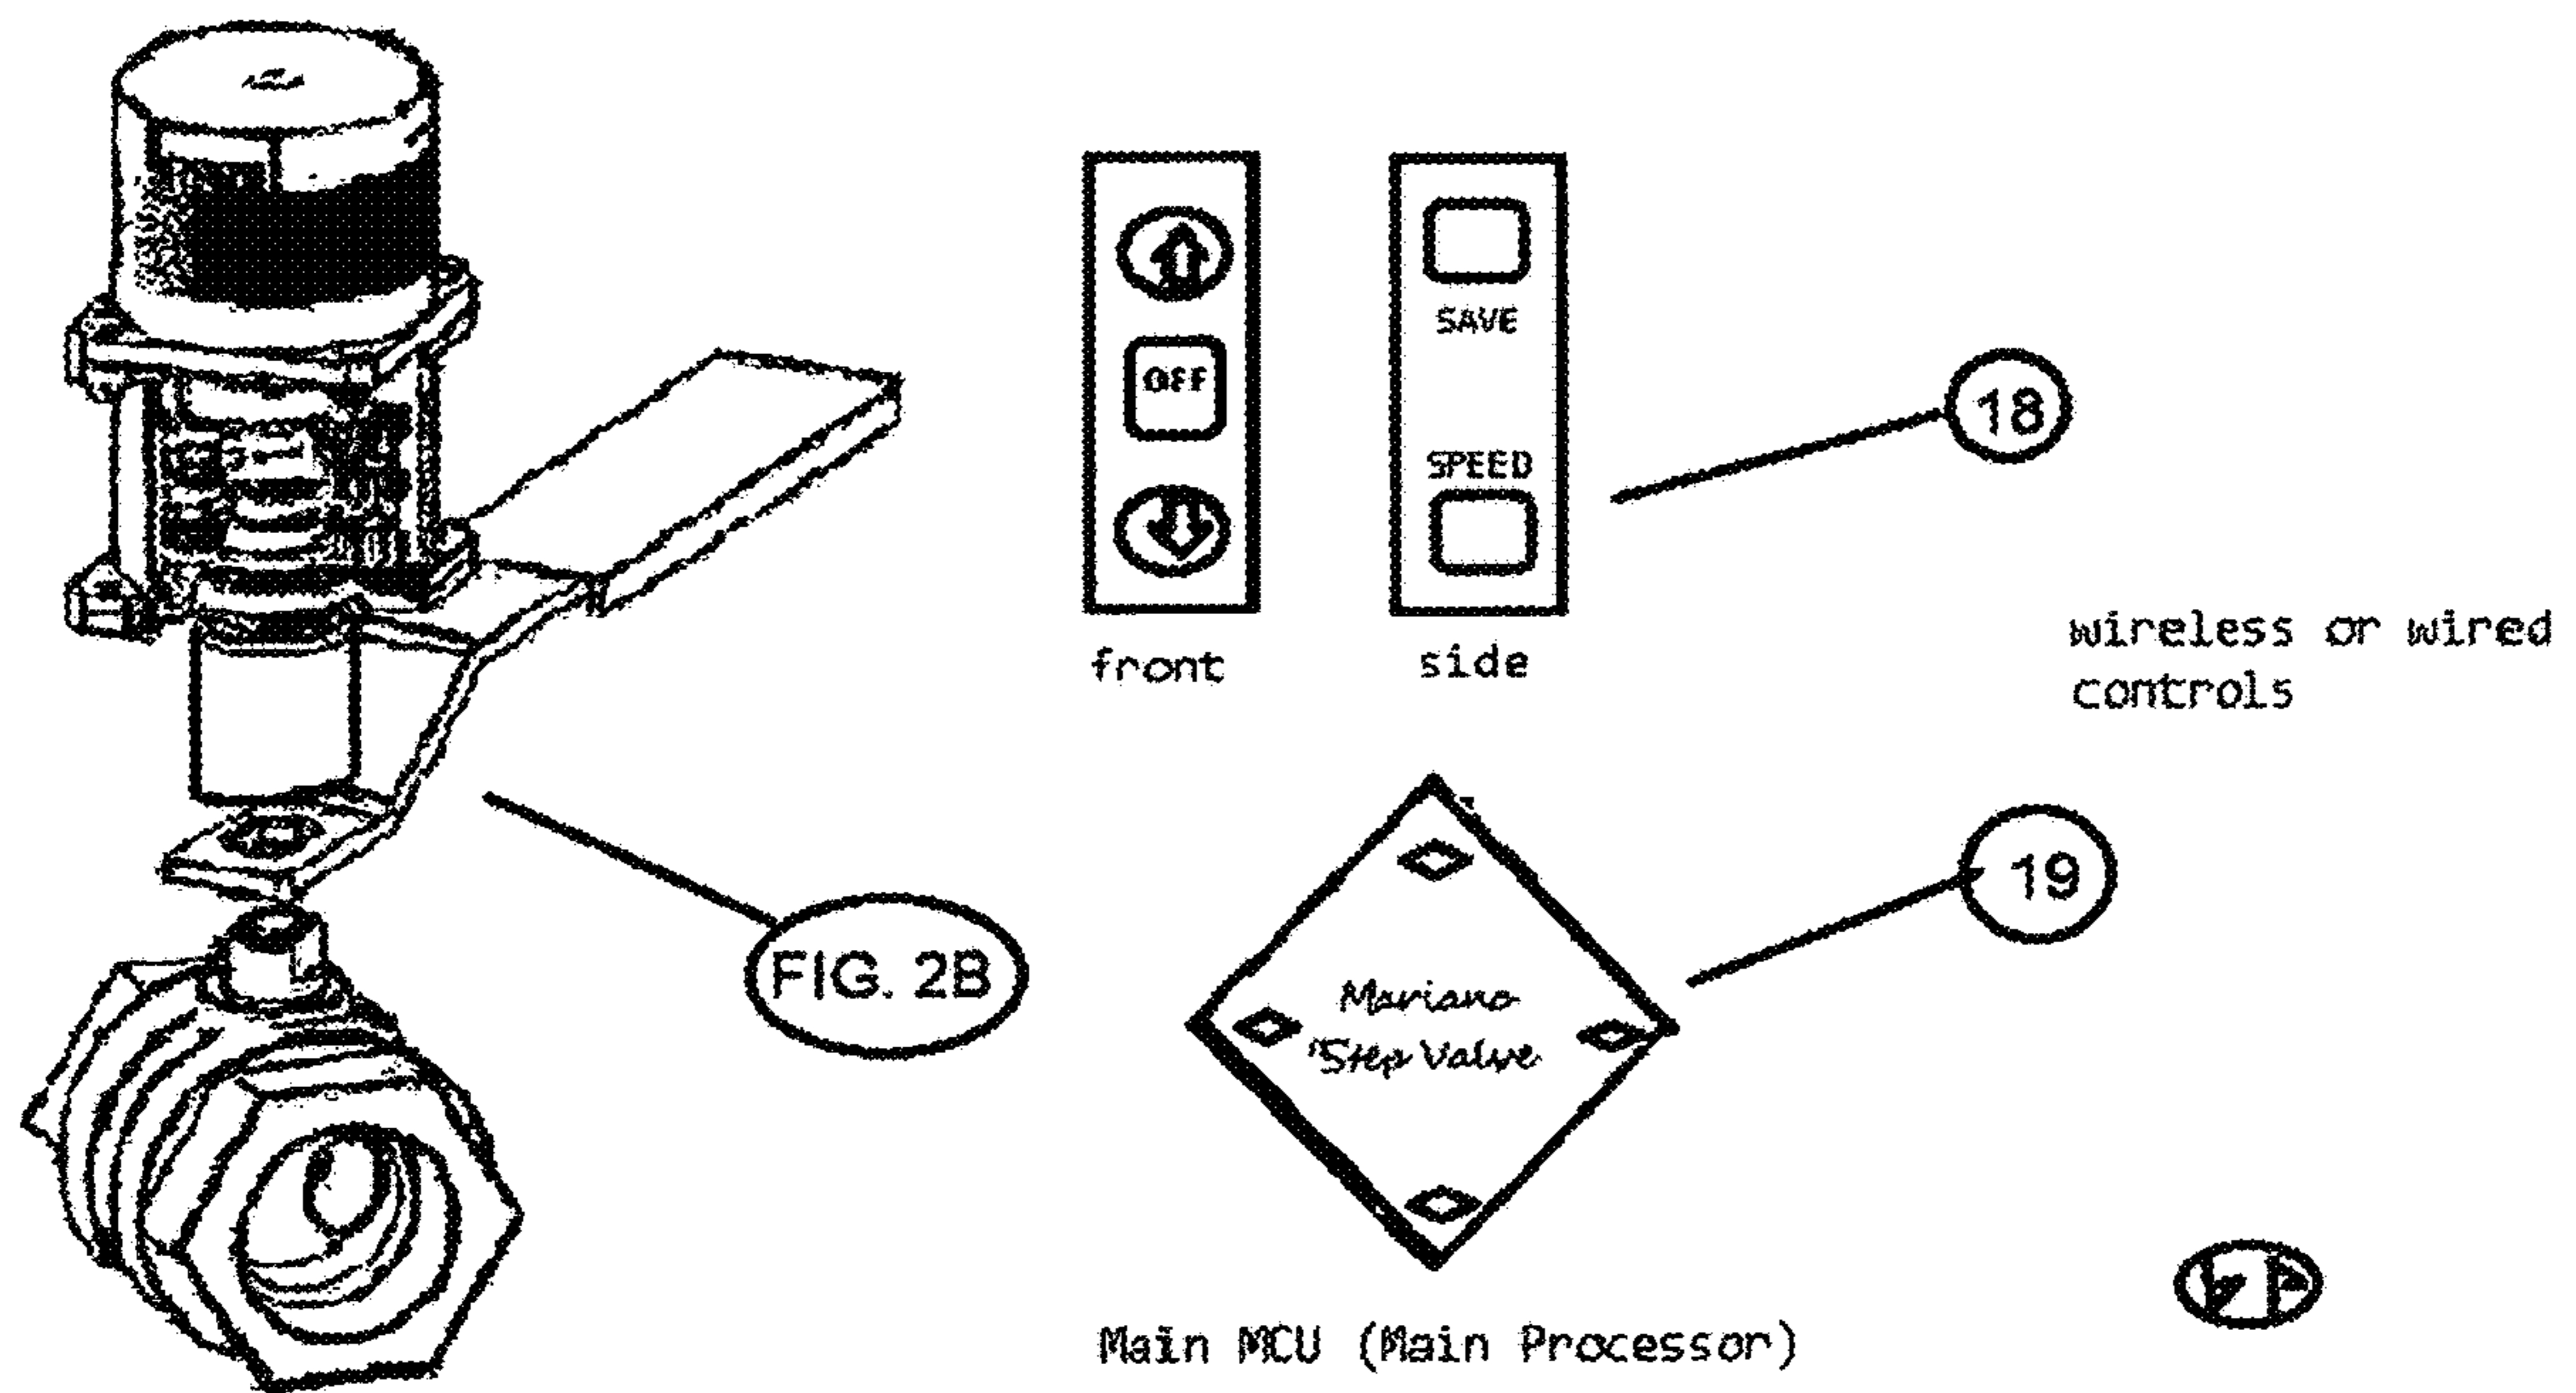 OFF
front
SAVE
SPEED
side
18
wireless or wired
controls
FIG. 2B
19
Mariano
"Step Valve
Main MCU (Main Processor)